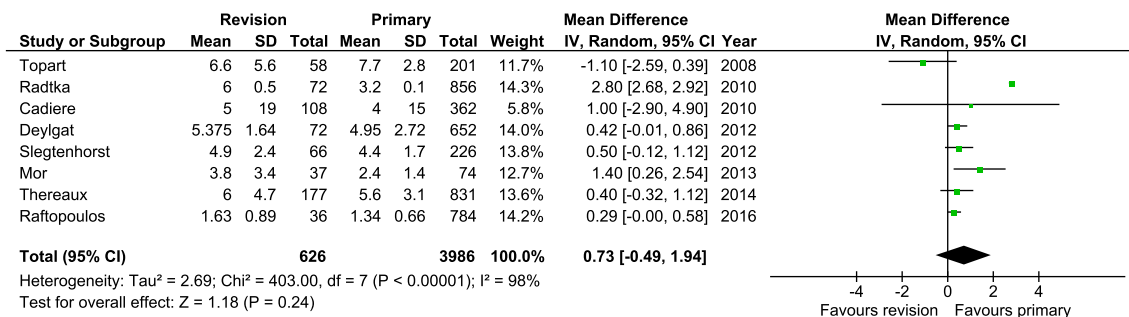 Revision Primary Mean Difference Mean Difference
Study or Subgroup Mean SD Total Mean SD Total Weight IV, Random, 95% CI Year IV, Random, 95% CI
Topart 6.6 5.6 58 7.7 2.8 201 11.7% -1.10 [-2.59, 0.39] 2008
Radtka 6 0.5 72 3.2 0.1 856 14.3% 2.80 [2.68, 2.92] 2010
Cadiere 5 19 108 4 15 362 5.8% 1.00 [-2.90, 4.90] 2010
Deylgat 5.375 1.64 72 4.95 2.72 652 14.0% 0.42 [-0.01, 0.86] 2012
Slegtenhorst 4.9 2.4 66 4.4 1.7 226 13.8% 0.50 [-0.12, 1.12] 2012
Mor 3.8 3.4 37 2.4 1.4 74 12.7% 1.40 [0.26, 2.54] 2013
Thereaux 6 4.7 177 5.6 3.1 831 13.6% 0.40 [-0.32, 1.12] 2014
Raftopoulos 1.63 0.89 36 1.34 0.66 784 14.2% 0.29 [-0.00, 0.58] 2016
Total (95% CI) 626 3986 100.0% 0.73 [-0.49, 1.94]
Heterogeneity: Tau² = 2.69; Chi² = 403.00, df = 7 (P < 0.00001); I² = 98%
Test for overall effect: Z = 1.18 (P = 0.24)
-4 -2 0 2 4
Favours revision Favours primary